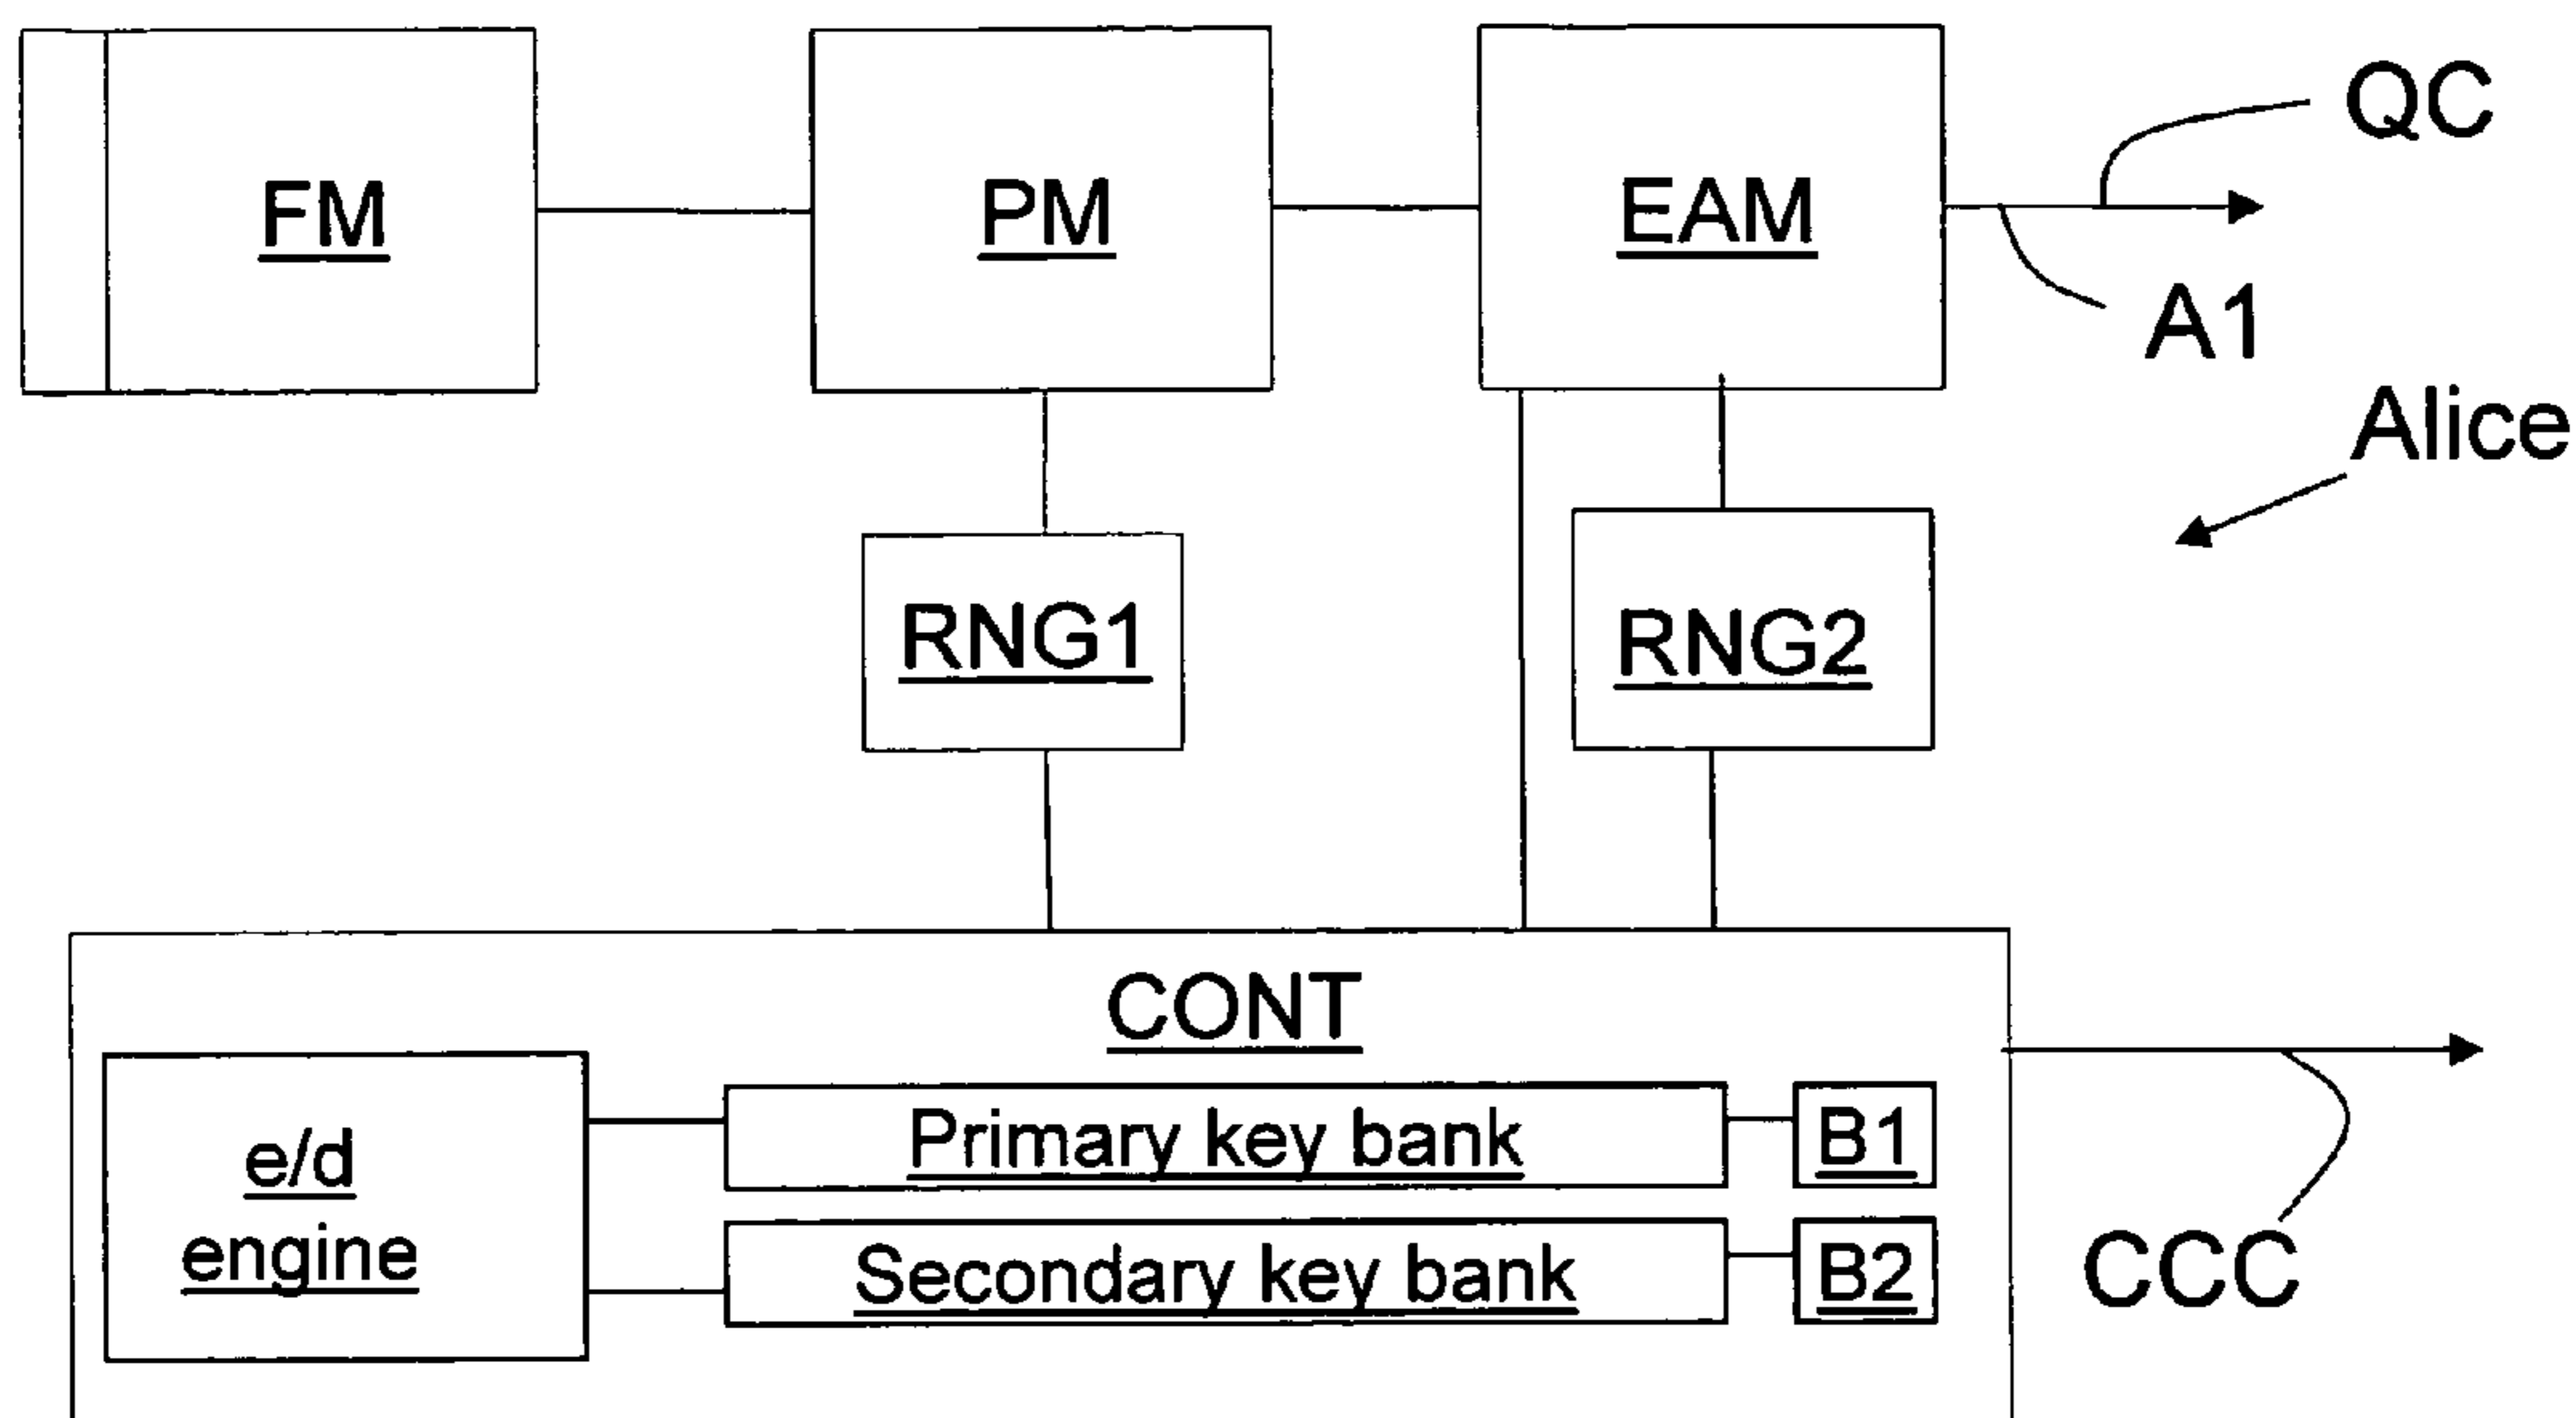 FM
PM
EAM
QC
A1
Alice
RNG1
RNG2
CONT
e/d
engine
Primary key bank
B1
Secondary key bank
B2
CCC